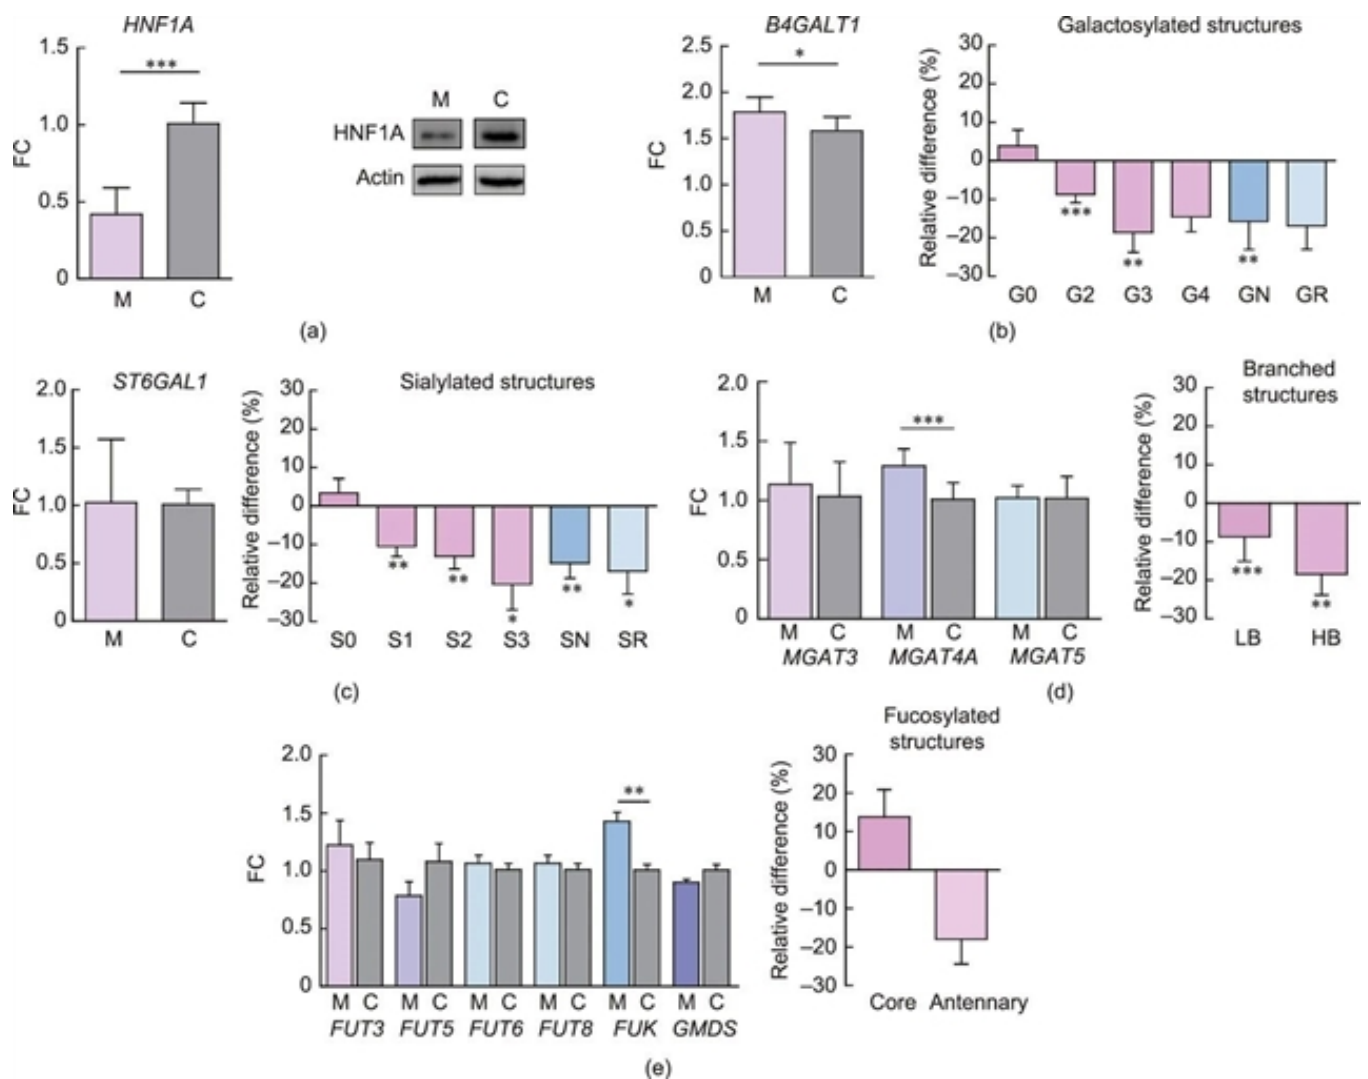 HNF1A
1.5
1.0
0.5
0
FC
***
M
C
M C
HNF1A
Actin
(a)
B4GALT1
2.5
2.0
1.5
1.0
0.5
0
FC
*
M
C
Galactosylated structures
30
20
10
0
–10
–20
–30
Relative difference (%)
***
**
**
G0 G2 G3 G4 GN GR
(b)
ST6GAL1
2.0
1.5
1.0
0.5
0
FC
M
C
Sialylated structures
30
20
10
0
–10
–20
–30
Relative difference (%)
**
**
*
**
*
S0 S1 S2 S3 SN SR
(c)
2.0
1.5
1.0
0.5
0
FC
***
M C M C M C
MGAT3 MGAT4A MGAT5
Branched
structures
30
20
10
0
–10
–20
–30
Relative difference (%)
***
**
LB HB
(d)
2.0
1.5
1.0
0.5
0
FC
**
M C M C M C M C M C M C
FUT3 FUT5 FUT6 FUT8 FUK GMDS
Fucosylated
structures
30
20
10
0
–10
–20
–30
Relative difference (%)
Core Antennary
(e)